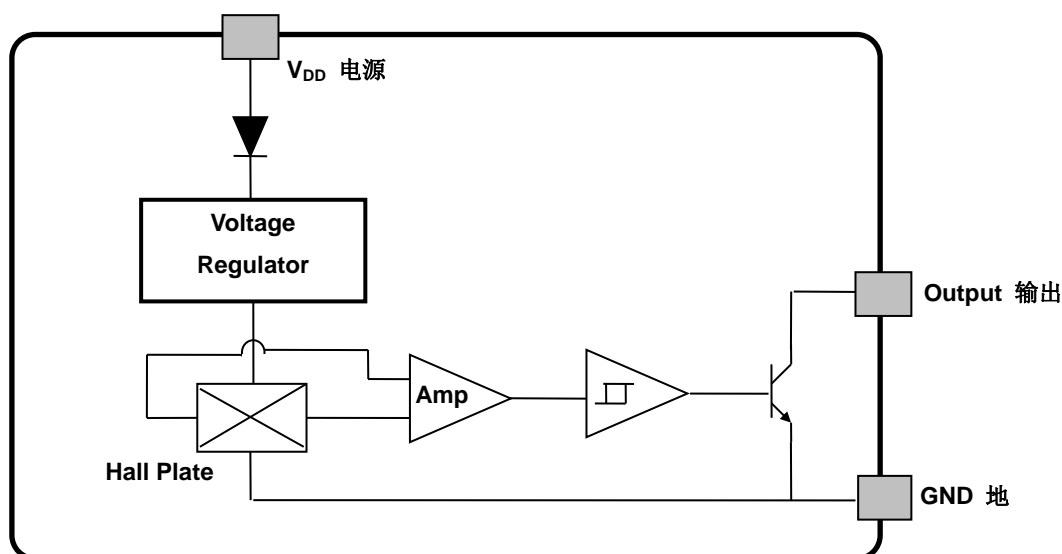 VDD 电源
Voltage
Regulator
Output 输出
Amp
Hall Plate
GND 地